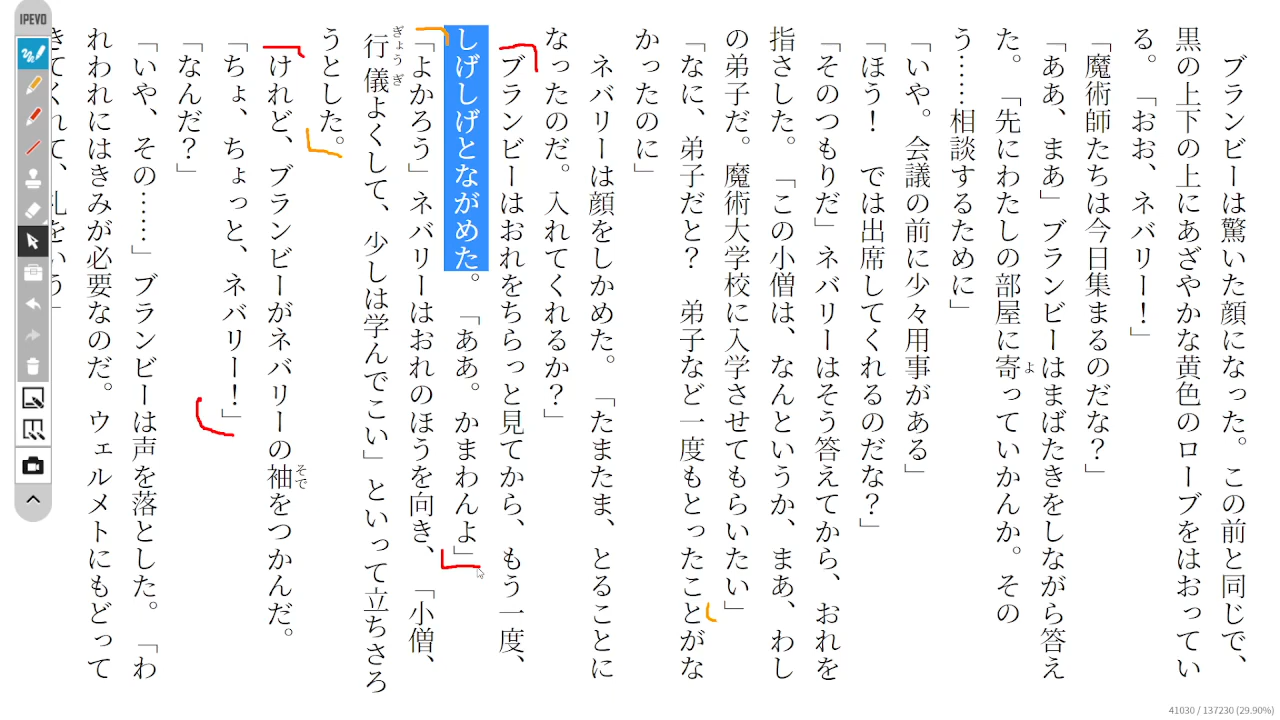 ブランビーは驚いた顔になった。この前と同じで、
黒の上下の上にあざやかな黄色のローブをはおってい
る。「おお、ネバリー！」
「魔術師たちは今日集まるのだな？」
「ああ、まあ」ブランビーはまばたきをしながら答え
た。「先にわたしの部屋に寄っていかんか。その
よ
う……相談するために」
「いや。会議の前に少々用事がある」
「ほう！　では出席してくれるのだな？」
「そのつもりだ」ネバリーはそう答えてから、おれを
指さした。「この小僧は、なんというか、まあ、わし
の弟子だ。魔術大学校に入学させてもらいたい」
「なに、弟子だと？　弟子など一度もとったことがな
かったのに」
ネバリーは顔をしかめた。「たまたま、とることに
なったのだ。入れてくれるか？」
ブランビーはおれをちらっと見てから、もう一度、
しげしげとながめた。「ああ。かまわんよ」
「よかろう」ネバリーはおれのほうを向き、「小僧、
行儀よくして、少しは学んでこい」といって立ちさろ
ぎょう ぎ
うとした。
けれど、ブランビーがネバリーの袖をつかんだ。
そで
「ちょ、ちょっと、ネバリー！」
「なんだ？」
「いや、その……」ブランビーは声を落とした。「わ
れわれにはきみが必要なのだ。ウェルメトにもどって
きてくれて、礼をいう」
IPEVO
41030 / 137230 (29.90%)